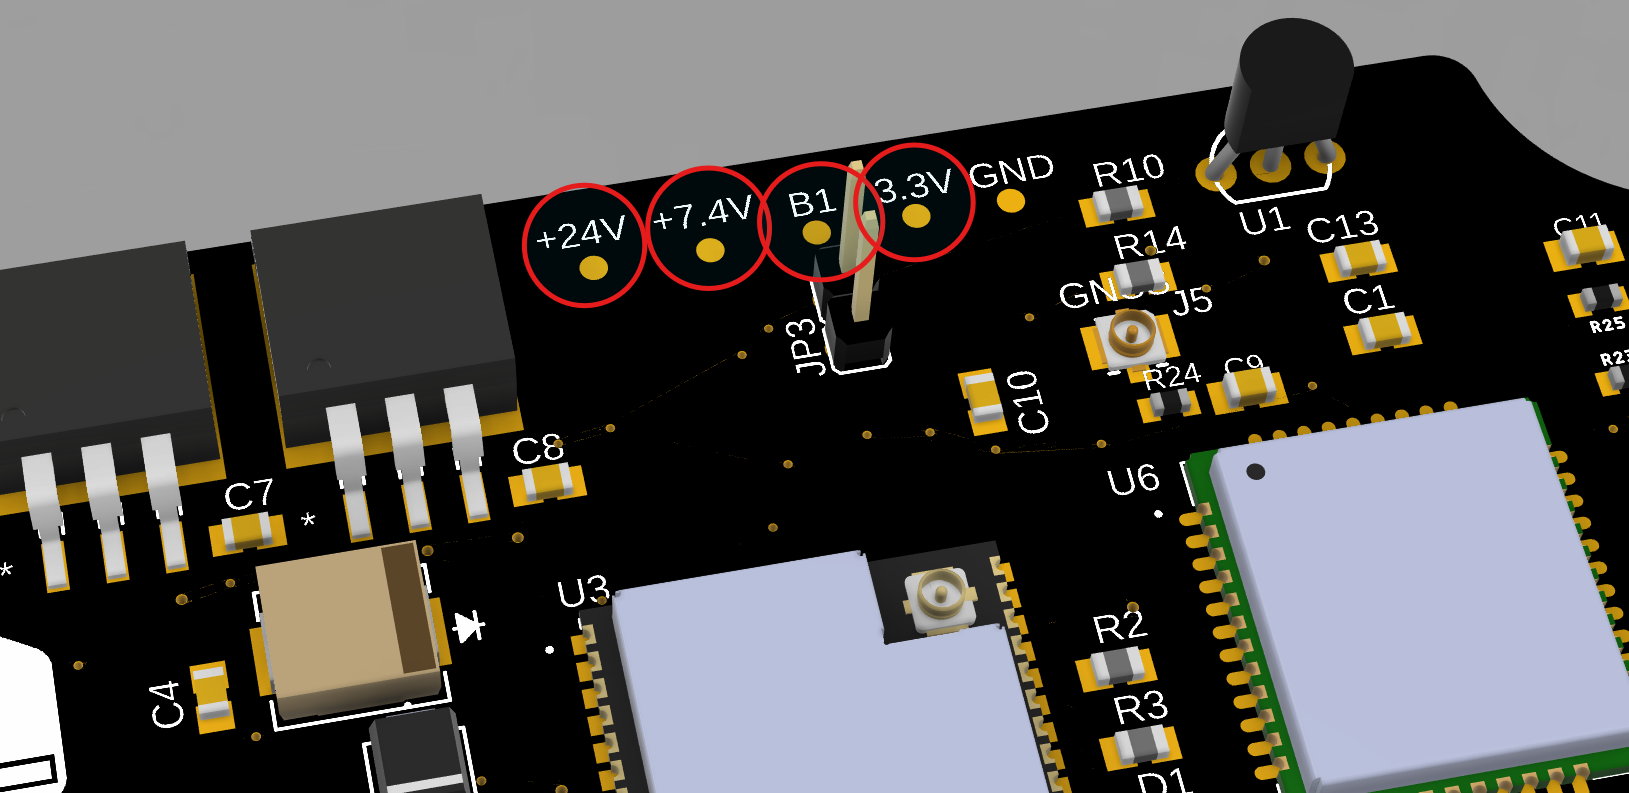 +24V
+7.4V
B1
3.3V
GND
R10
U1
R14
C13
C11
J5
C1
R25
JP3
R24
C9
C10
C8
U6
C7
*
*
U3
R2
C4
R3
D1